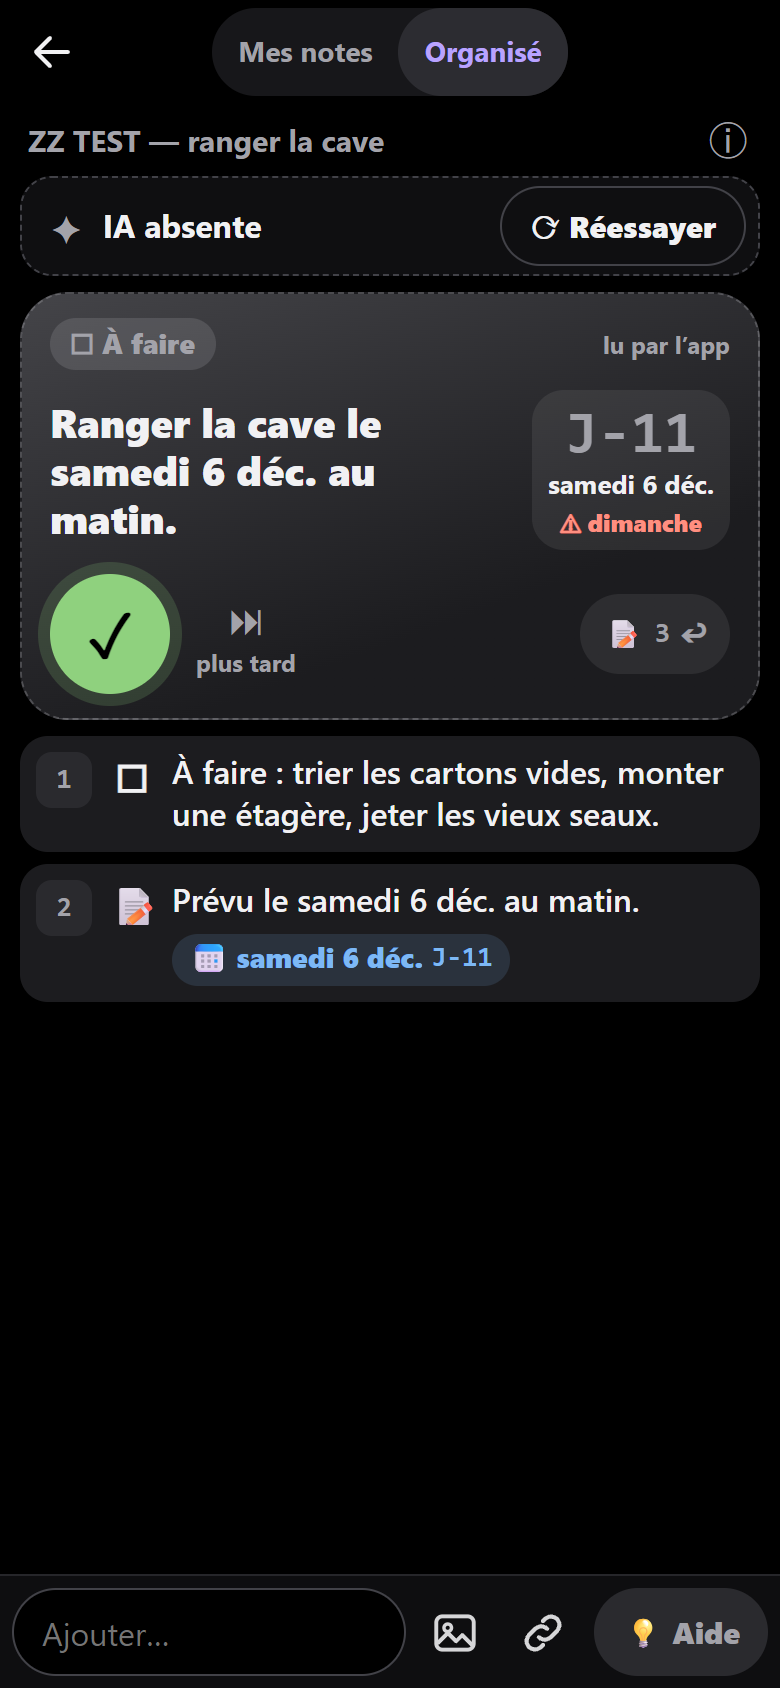 Mes notes
Organisé
ZZ TEST — ranger la cave
IA absente
Réessayer
À faire
lu par l’app
Ranger la cave le
samedi 6 déc. au
matin.
J-11
samedi 6 déc.
⚠ dimanche
plus tard
3
1
À faire : trier les cartons vides, monter
une étagère, jeter les vieux seaux.
2
Prévu le samedi 6 déc. au matin.
samedi 6 déc. J-11
Ajouter...
Aide